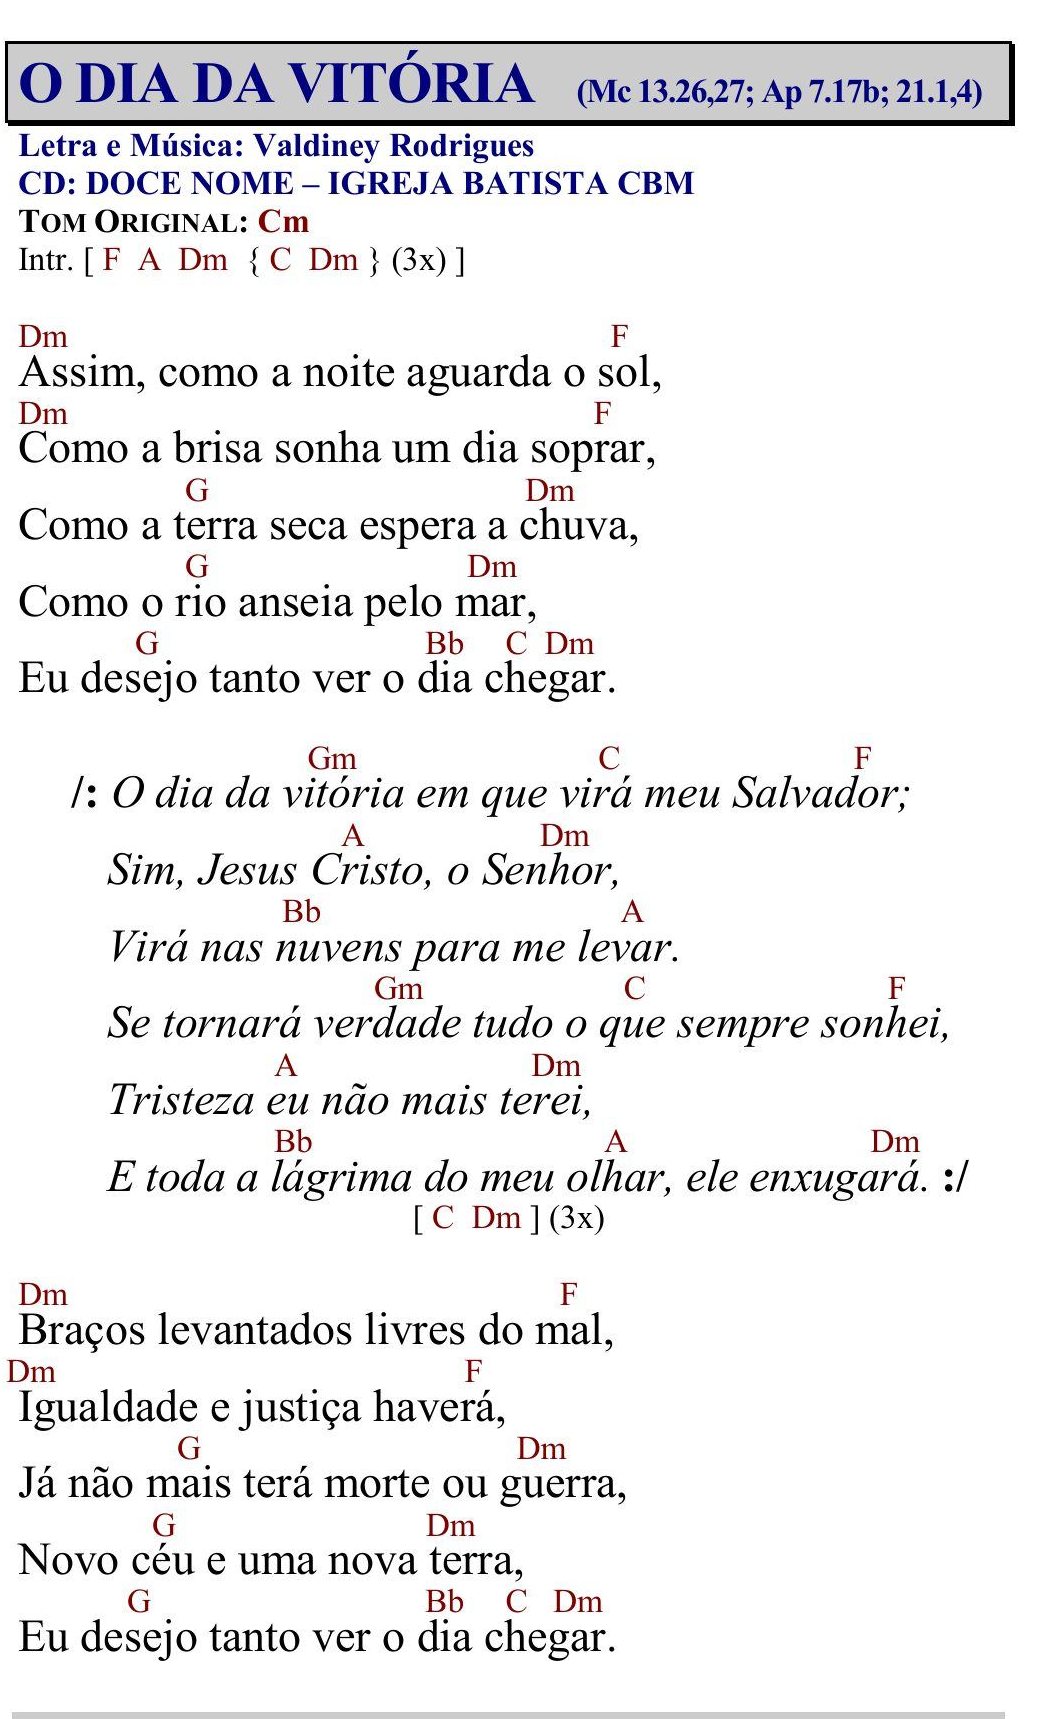 O DIA DA VITÓRIA (Mc 13.26,27; Ap 7.17b; 21.1,4)
Letra e Música: Valdiney Rodrigues
CD: DOCE NOME – IGREJA BATISTA CBM
TOM ORIGINAL: Cm
Intr. [ F A Dm { C Dm } (3x) ]
Dm F
Assim, como a noite aguarda o sol,
Dm F
Como a brisa sonha um dia soprar,
G Dm
Como a terra seca espera a chuva,
G Dm
Como o rio anseia pelo mar,
G Bb C Dm
Eu desejo tanto ver o dia chegar.
Gm C F
/: O dia da vitória em que virá meu Salvador;
A Dm
Sim, Jesus Cristo, o Senhor,
Bb A
Virá nas nuvens para me levar.
Gm C F
Se tornará verdade tudo o que sempre sonhei,
A Dm
Tristeza eu não mais terei,
Bb A Dm
E toda a lágrima do meu olhar, ele enxugará. :/
[ C Dm ] (3x)
Dm F
Braços levantados livres do mal,
Dm F
Igualdade e justiça haverá,
G Dm
Já não mais terá morte ou guerra,
G Dm
Novo céu e uma nova terra,
G Bb C Dm
Eu desejo tanto ver o dia chegar.